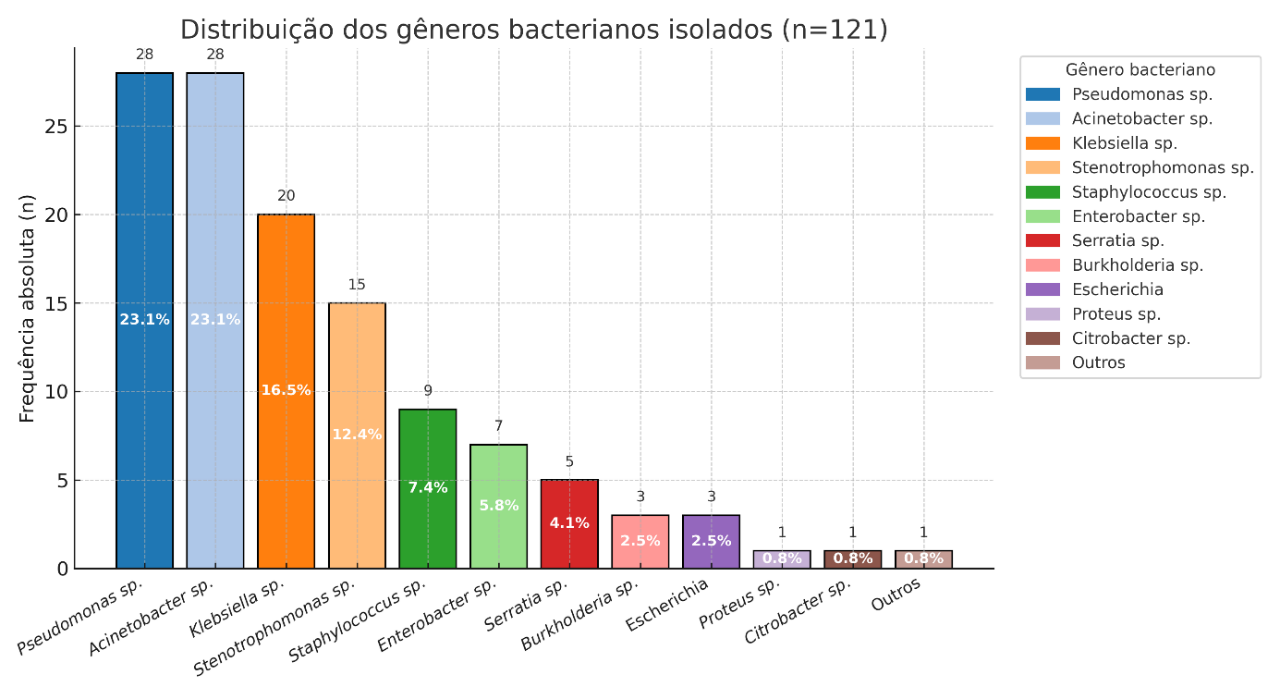 Distribuição dos gêneros bacterianos isolados (n=121)
28
28
20
15
9
7
5
3
3
1
1
1
23.1%
23.1%
16.5%
12.4%
7.4%
5.8%
4.1%
2.5%
2.5%
0.8%
0.8%
0.8%
Frequência absoluta (n)
25
20
15
10
5
0
Pseudomonas sp.
Acinetobacter sp.
Klebsiella sp.
Stenotrophomonas sp.
Staphylococcus sp.
Enterobacter sp.
Serratia sp.
Burkholderia sp.
Escherichia
Proteus sp.
Citrobacter sp.
Outros
Gênero bacteriano
Pseudomonas sp.
Acinetobacter sp.
Klebsiella sp.
Stenotrophomonas sp.
Staphylococcus sp.
Enterobacter sp.
Serratia sp.
Burkholderia sp.
Escherichia
Proteus sp.
Citrobacter sp.
Outros